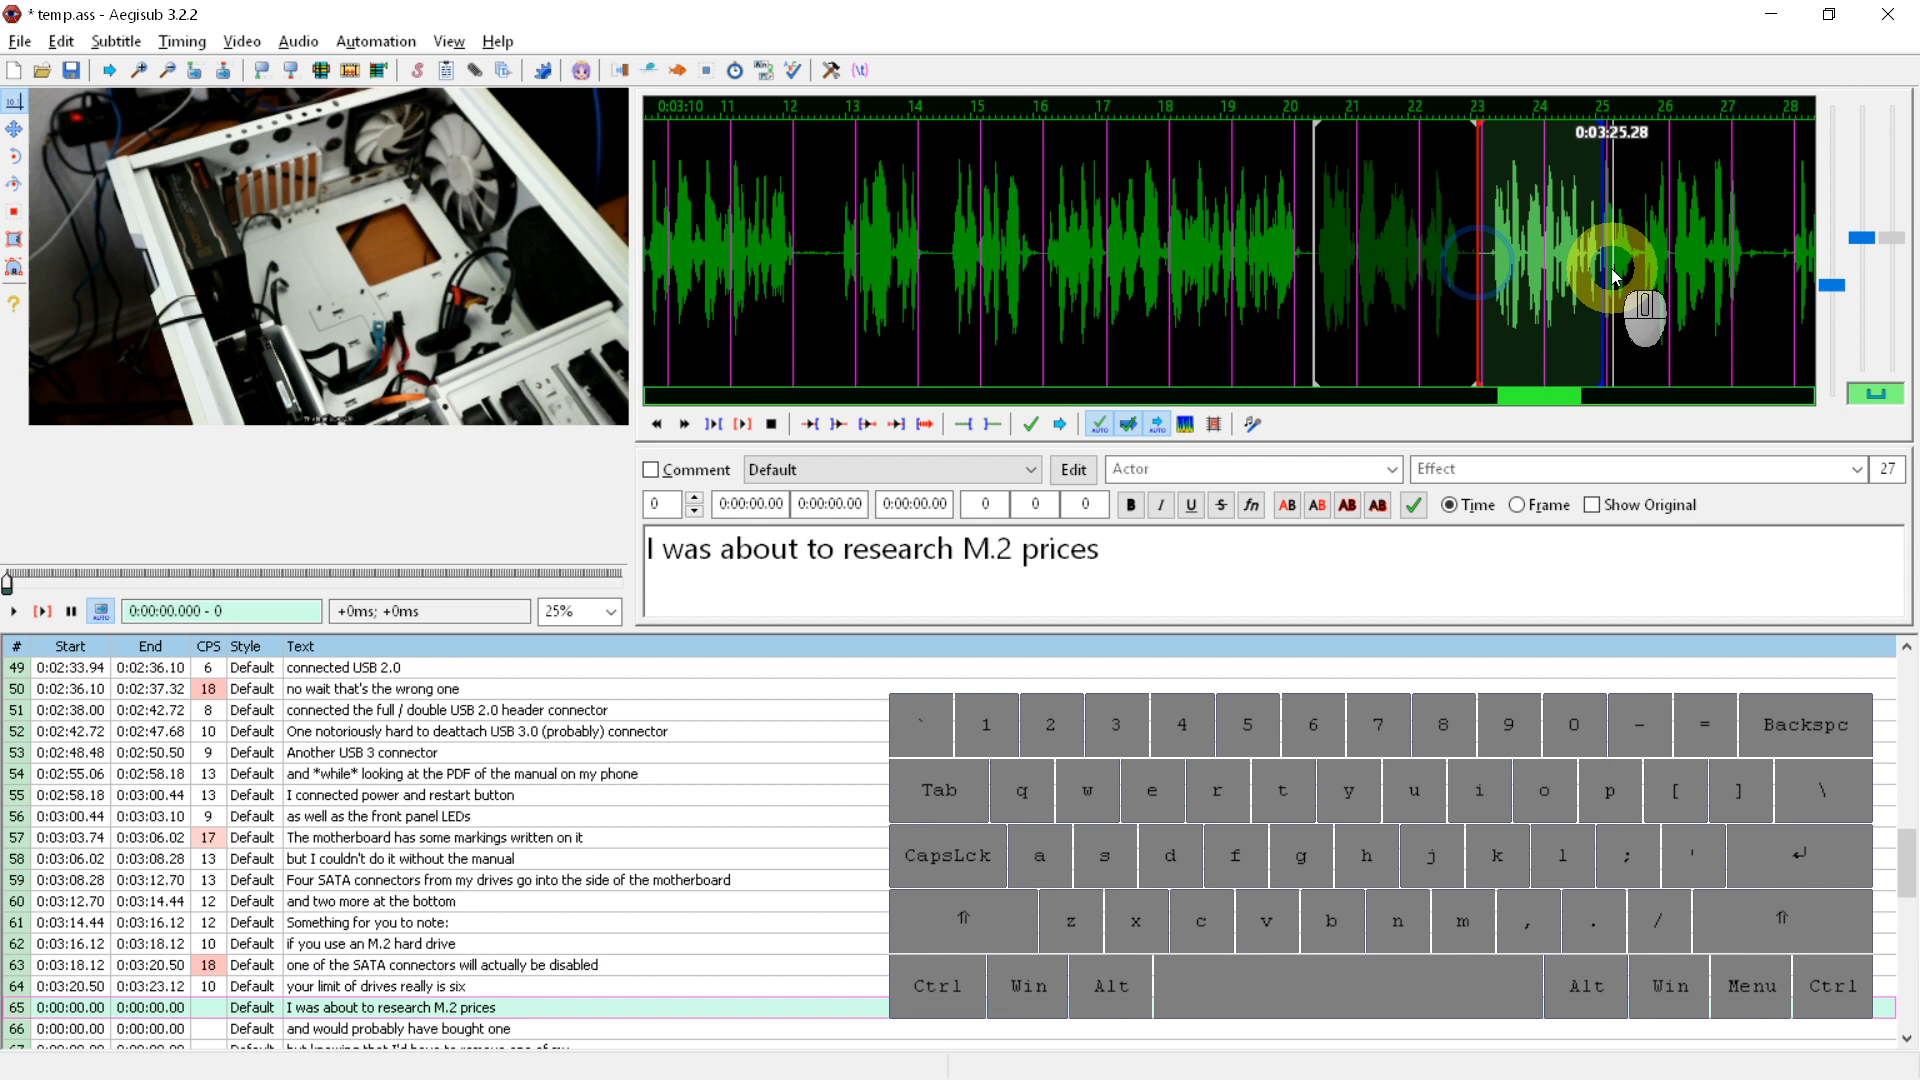 * temp.ass - Aegisub 3.2.2
File Edit Subtitle Timing Video Audio Automation View Help
0:03:10 11 12 13 14 15 16 17 18 19 20 21 22 23 24 25 26 27 28
0:03:25.28
Comment Default Edit Actor Effect 27
0 0:00:00.00 0:00:00.00 0:00:00.00 0 0 0 B I U S fn AB AB AB AB Time Frame Show Original
I was about to research M.2 prices
0:00:00.000 - 0 +0ms; +0ms 25%
# Start End CPS Style Text
49 0:02:33.94 0:02:36.10 6 Default connected USB 2.0
50 0:02:36.10 0:02:37.32 18 Default no wait that's the wrong one
51 0:02:38.00 0:02:42.72 8 Default connected the full / double USB 2.0 header connector
52 0:02:42.72 0:02:47.68 10 Default One notoriously hard to deattach USB 3.0 (probably) connector
53 0:02:48.48 0:02:50.50 9 Default Another USB 3 connector
54 0:02:55.06 0:02:58.18 13 Default and *while* looking at the PDF of the manual on my phone
55 0:02:58.18 0:03:00.44 13 Default I connected power and restart button
56 0:03:00.44 0:03:03.10 9 Default as well as the front panel LEDs
57 0:03:03.74 0:03:06.02 17 Default The motherboard has some markings written on it
58 0:03:06.02 0:03:08.28 13 Default but I couldn't do it without the manual
59 0:03:08.28 0:03:12.70 13 Default Four SATA connectors from my drives go into the side of the motherboard
60 0:03:12.70 0:03:14.44 12 Default and two more at the bottom
61 0:03:14.44 0:03:16.12 12 Default Something for you to note:
62 0:03:16.12 0:03:18.12 10 Default if you use an M.2 hard drive
63 0:03:18.12 0:03:20.50 18 Default one of the SATA connectors will actually be disabled
64 0:03:20.50 0:03:23.12 10 Default your limit of drives really is six
65 0:00:00.00 0:00:00.00 Default I was about to research M.2 prices
66 0:00:00.00 0:00:00.00 Default and would probably have bought one
` 1 2 3 4 5 6 7 8 9 0 - = Backspc
Tab q w e r t y u i o p [ ] \
CapsLck a s d f g h j k l ; ' ↵
⇑ z x c v b n m , . / ⇑
Ctrl Win Alt Alt Win Menu Ctrl